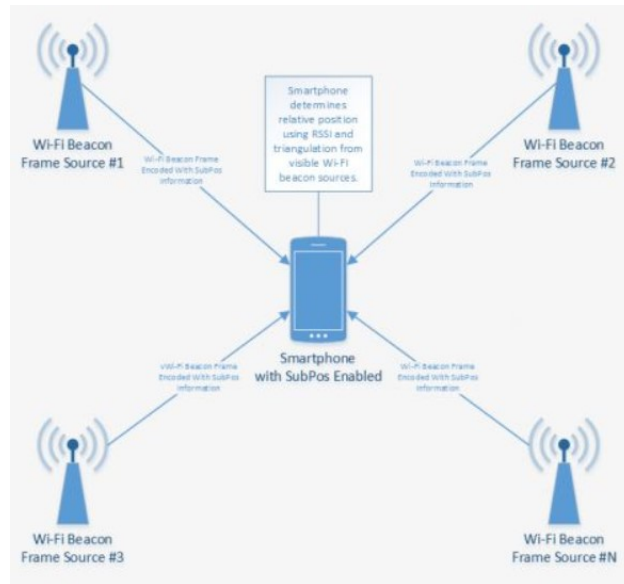 Wi-Fi Beacon
Frame Source #1
Smartphone
determines
relative position
using RSSI and
triangulation from
visible Wi-Fi
beacon sources.
Wi-Fi Beacon
Frame Source #2
Wi-Fi Beacon Frame
Encoded With SubPos
Information
Wi-Fi Beacon Frame
Encoded With SubPos
Information
Smartphone
with SubPos Enabled
vWi-Fi Beacon Frame
Encoded With SubPos
Information
Wi-Fi Beacon Frame
Encoded With SubPos
Information
Wi-Fi Beacon
Frame Source #3
Wi-Fi Beacon
Frame Source #N